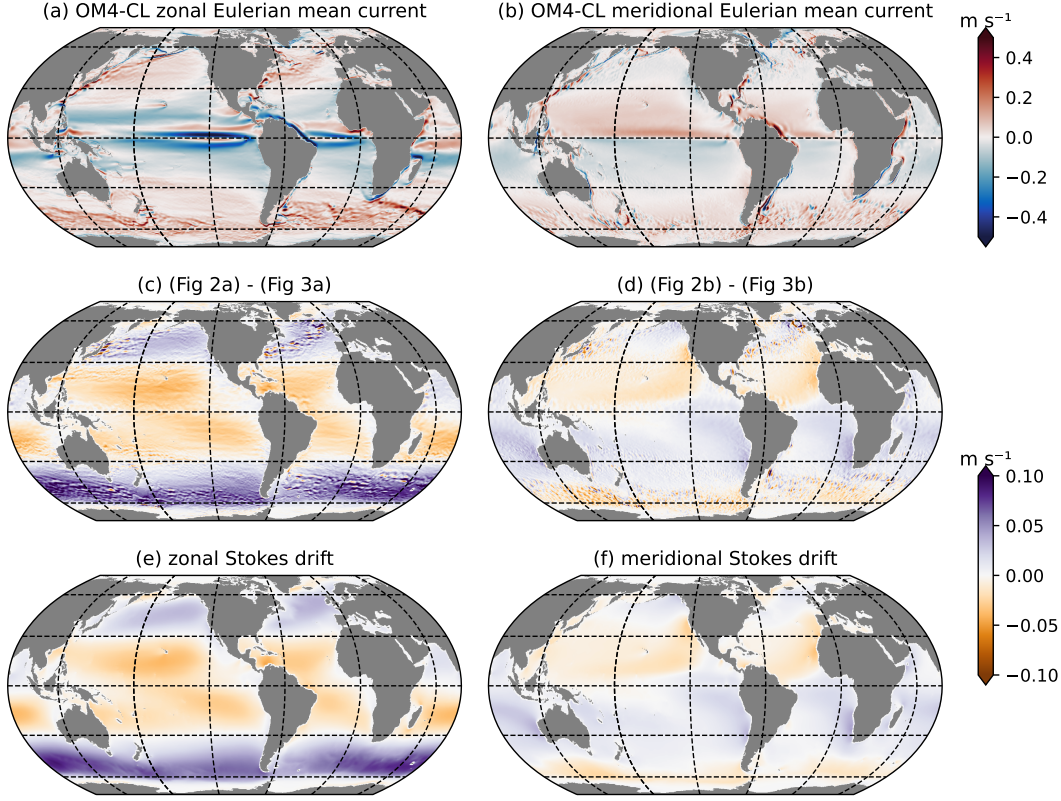 (a) OM4-CL zonal Eulerian mean current
(b) OM4-CL meridional Eulerian mean current
m s⁻¹
0.4
0.2
0.0
−0.2
−0.4
(c) (Fig 2a) - (Fig 3a)
(d) (Fig 2b) - (Fig 3b)
m s⁻¹
0.10
0.05
0.00
−0.05
−0.10
(e) zonal Stokes drift
(f) meridional Stokes drift